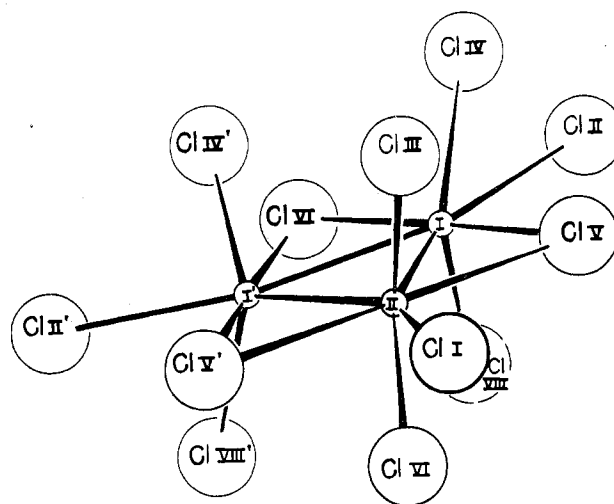 Cl IV
Cl II
Cl III
Cl IV'
Cl VI
I
Cl V
I'
II
Cl II'
Cl I
Cl V'
Cl
VIII
Cl VIII'
Cl VI